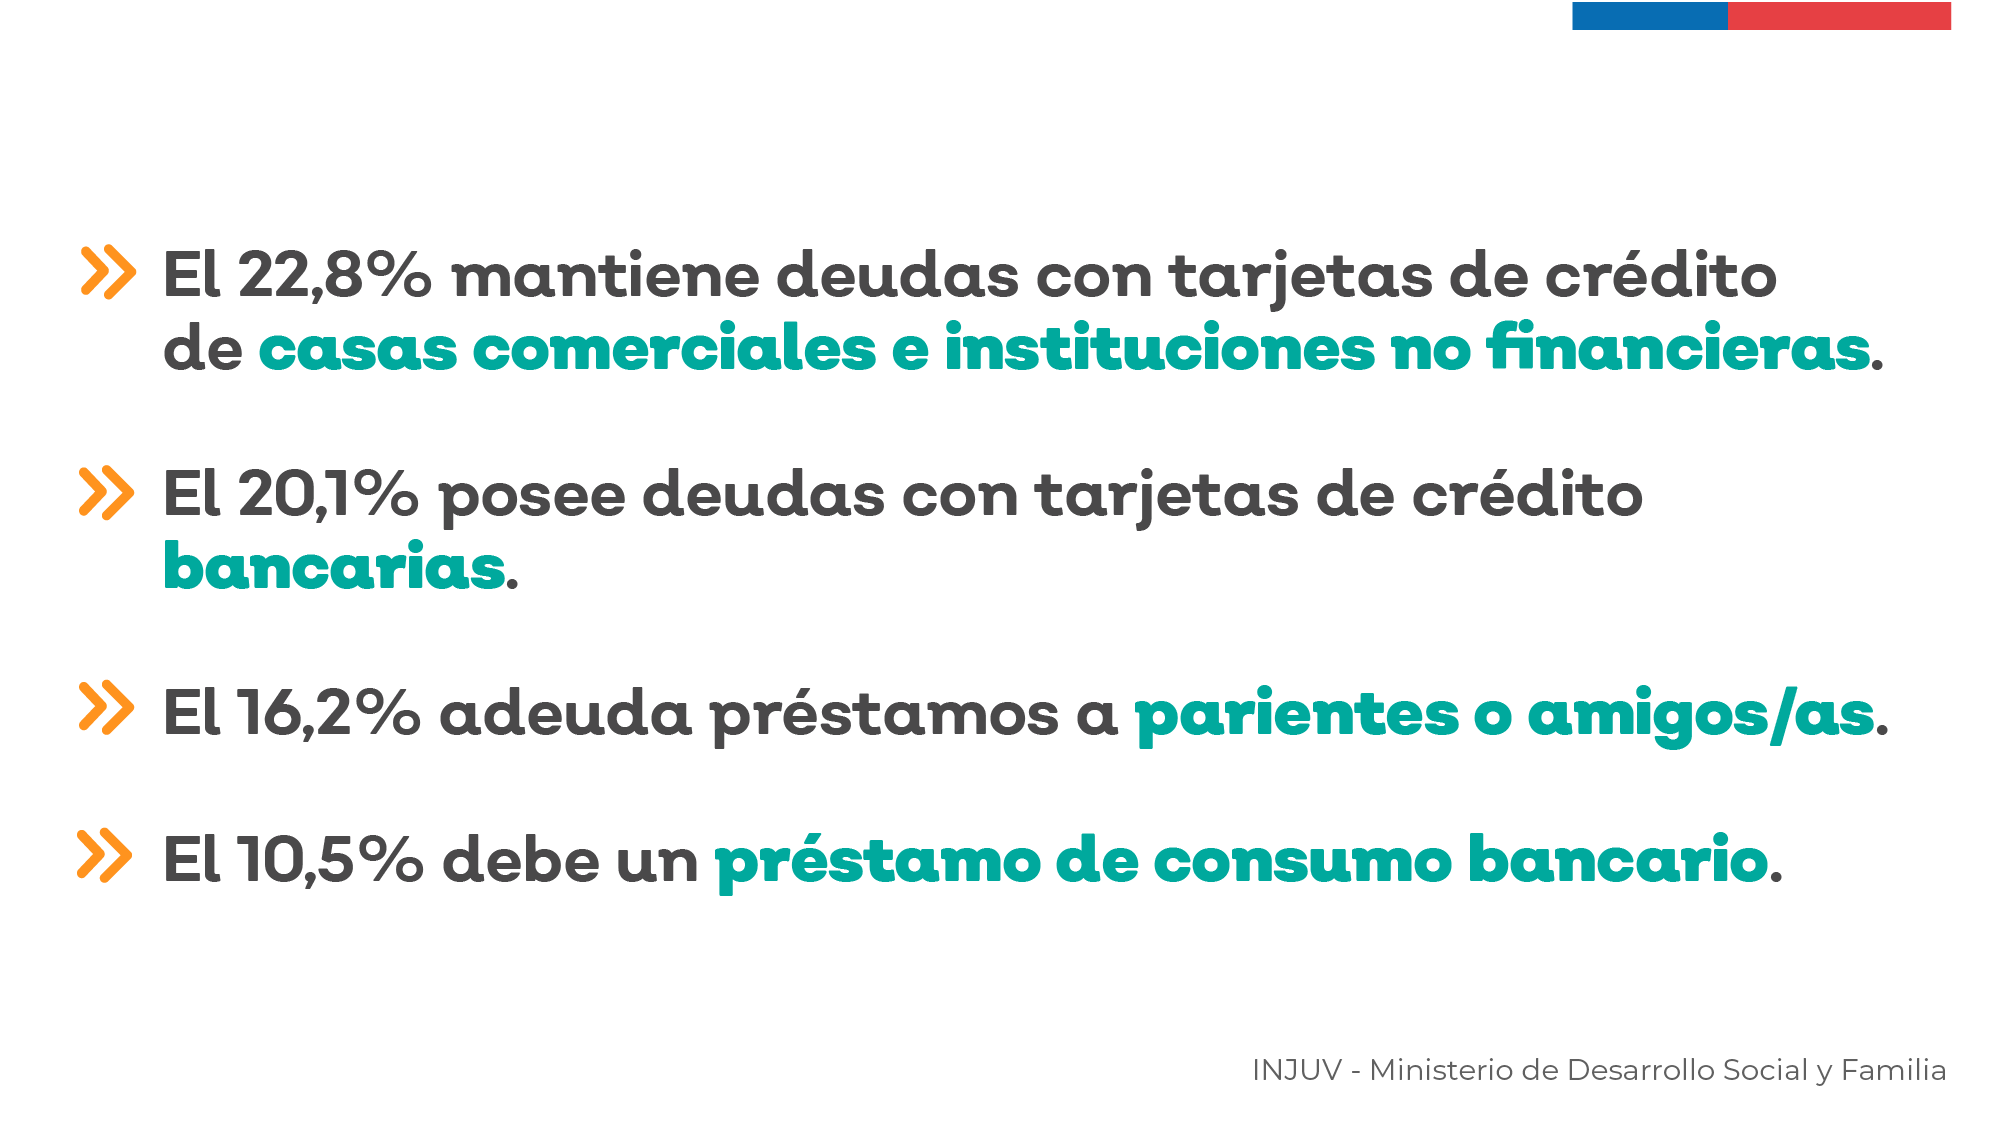 El 22,8% mantiene deudas con tarjetas de crédito
de casas comerciales e instituciones no financieras.
El 20,1% posee deudas con tarjetas de crédito
bancarias.
El 16,2% adeuda préstamos a parientes o amigos/as.
El 10,5% debe un préstamo de consumo bancario.
INJUV - Ministerio de Desarrollo Social y Familia